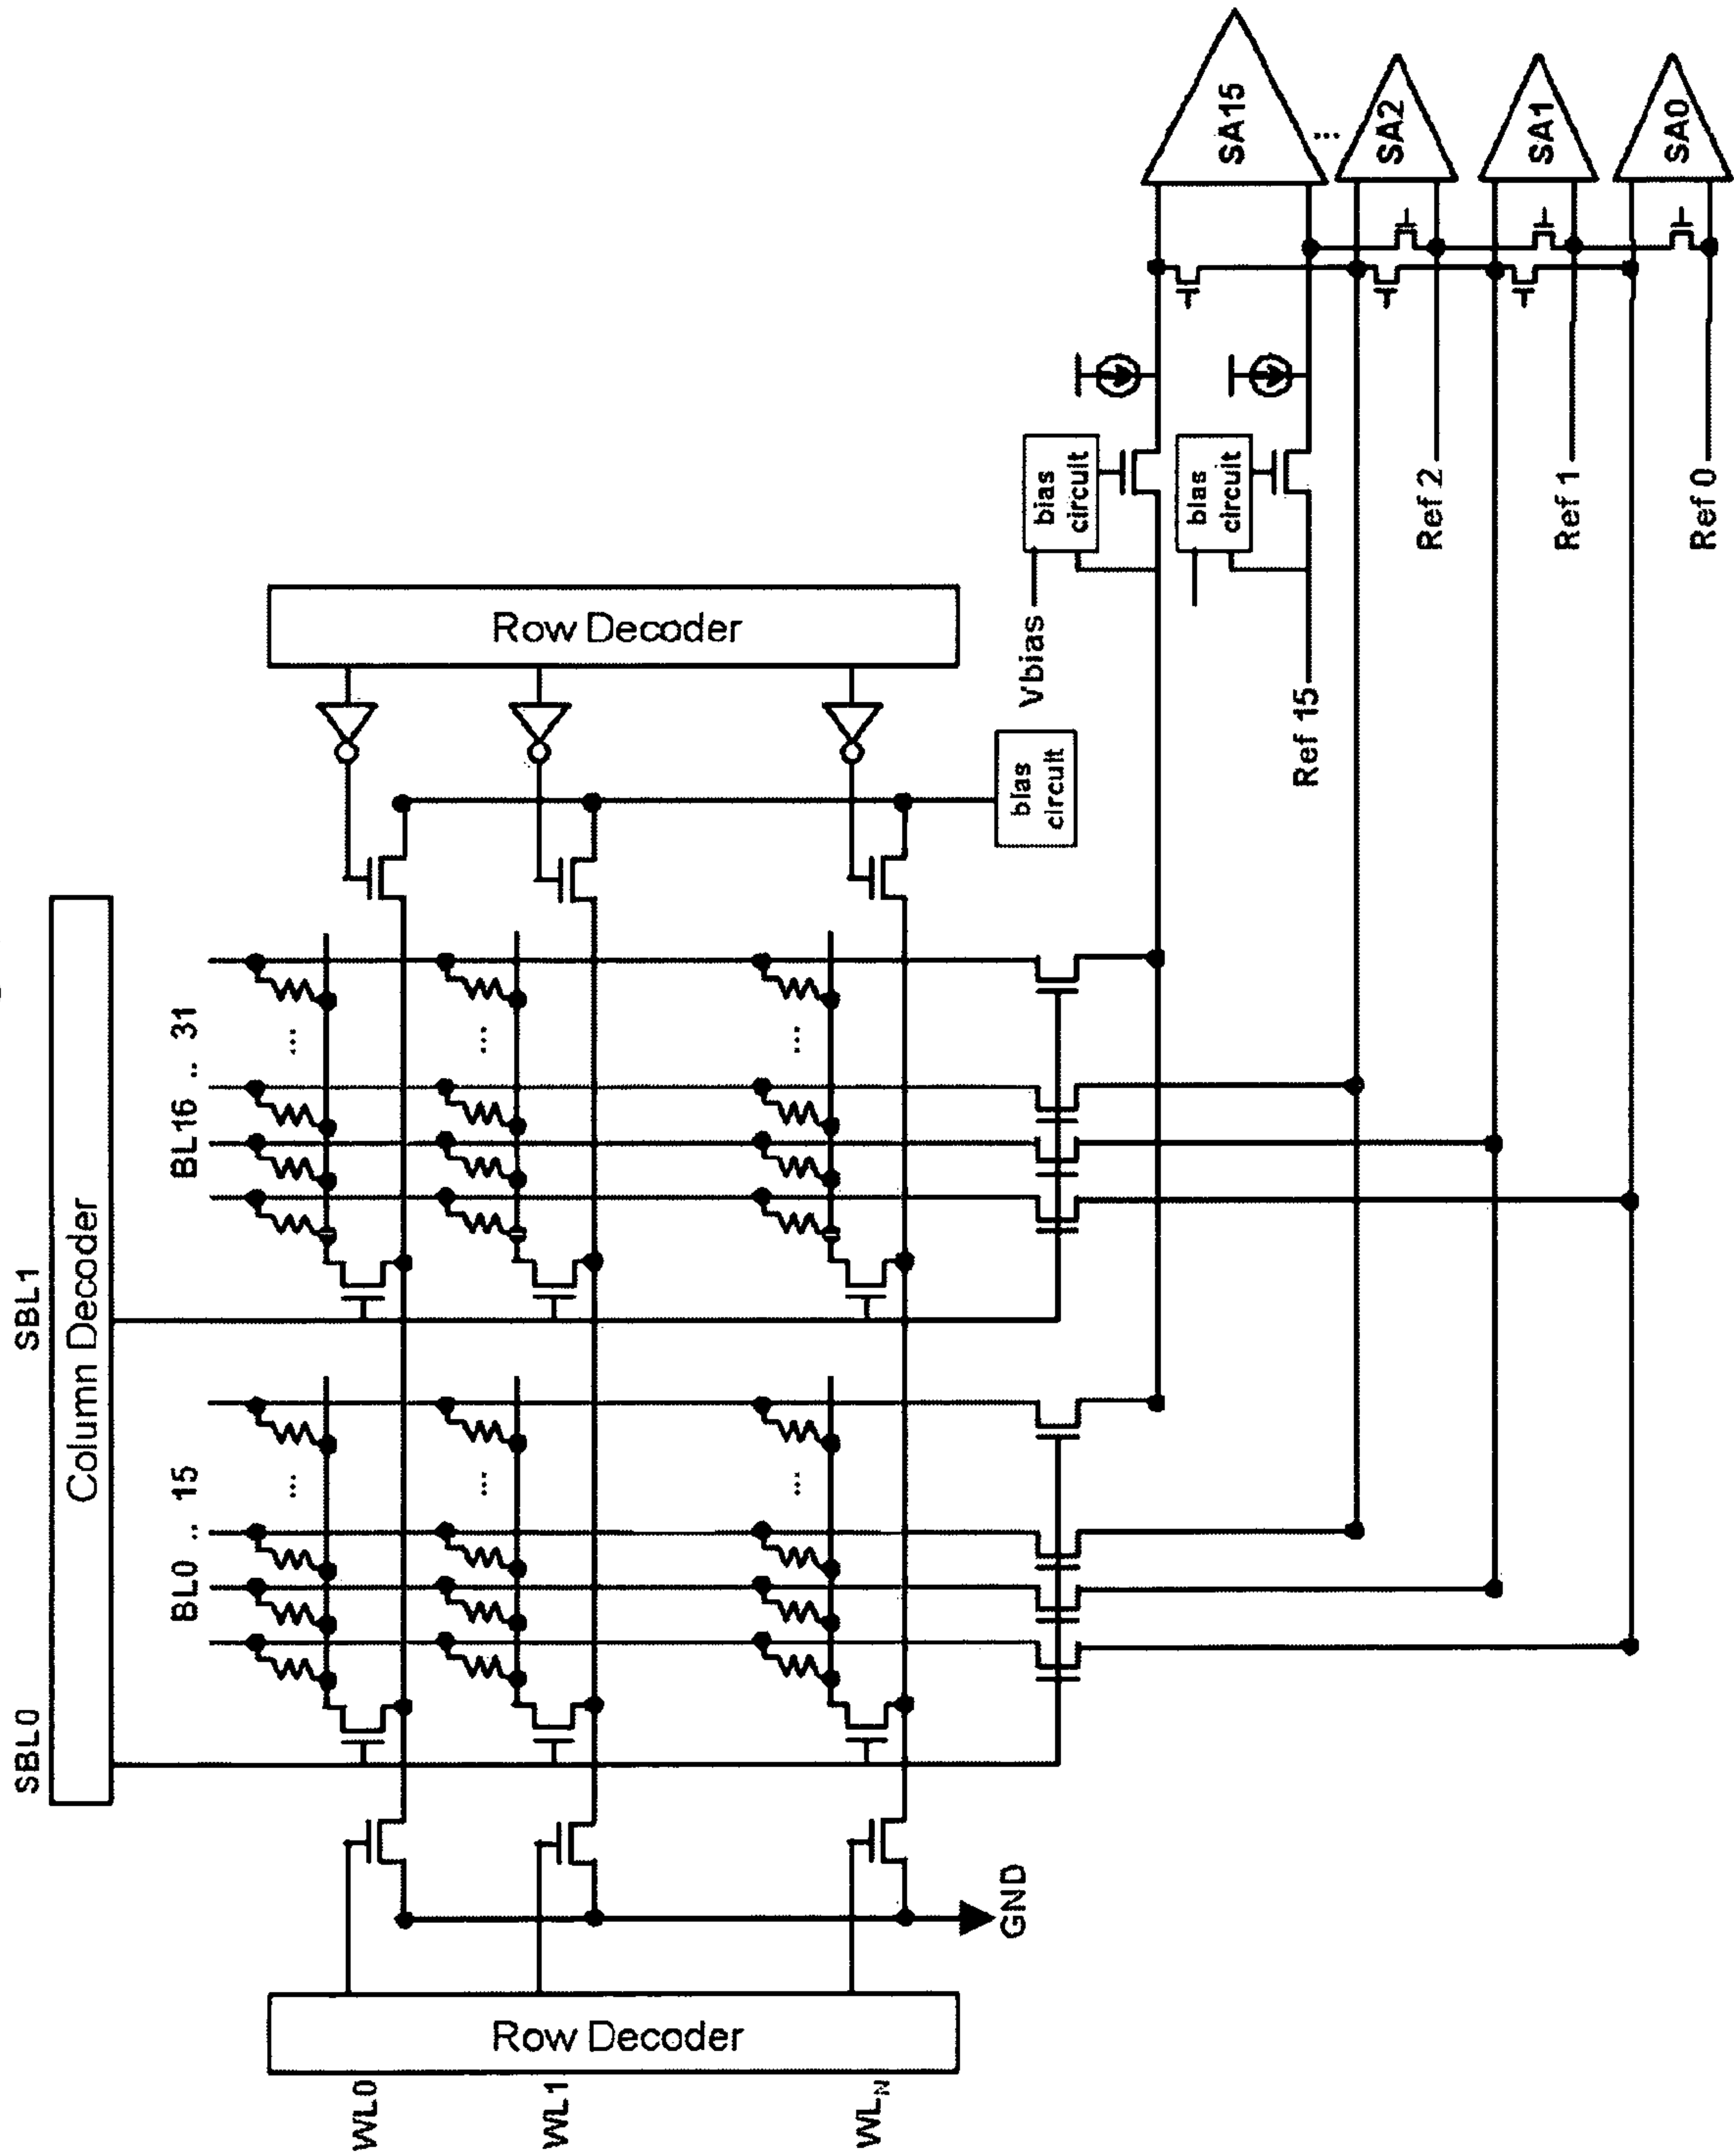 SBL0
SBL1
Column Decoder
BL0 .. 15
BL16 .. 31
...
...
...
...
...
...
WL0
WL1
WL_N
Row Decoder
Row Decoder
GND
bias
circuit
Vbias
bias
circuit
bias
circuit
Ref 15
Ref 2
Ref 1
Ref 0
SA15
...
SA2
SA1
SA0